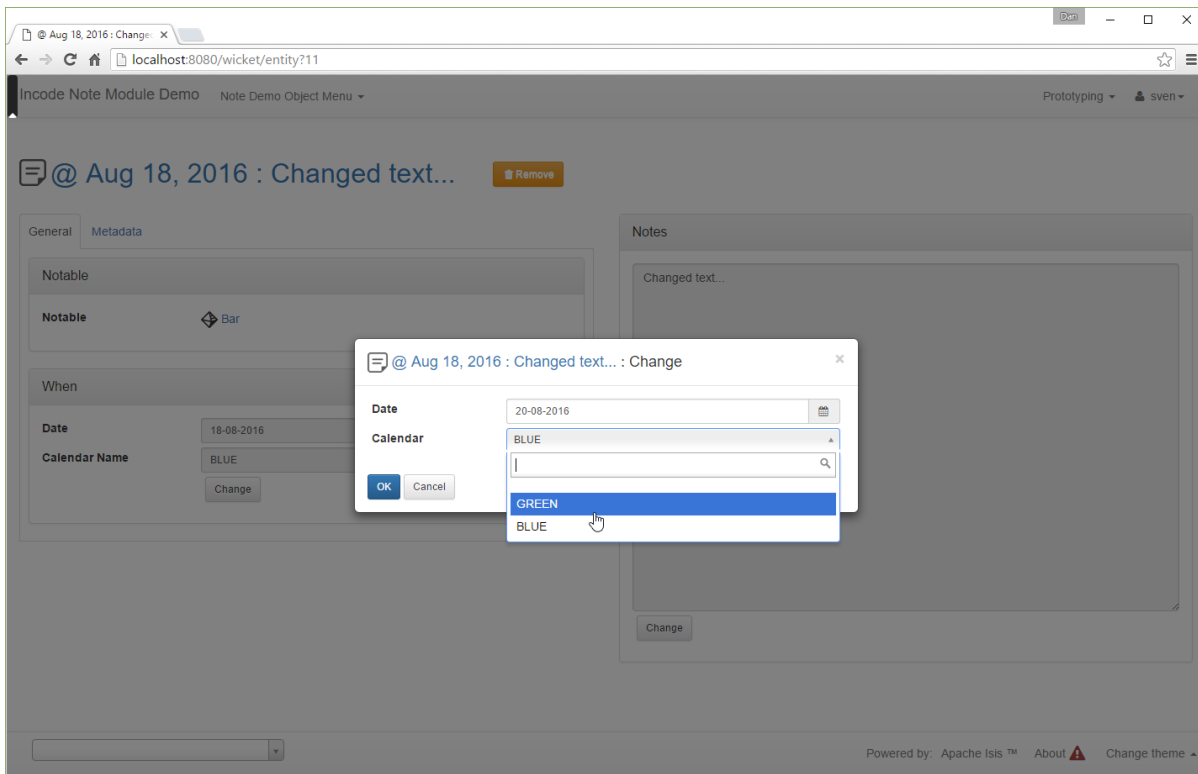 Dan
@ Aug 18, 2016 : Change
localhost:8080/wicket/entity?11
Incode Note Module Demo Note Demo Object Menu Prototyping sven
@ Aug 18, 2016 : Changed text... Remove
General Metadata
Notable
Notable Bar
When
Date 18-08-2016
Calendar Name BLUE
Change
Notes
Changed text...
Change
@ Aug 18, 2016 : Changed text... : Change ×
Date 20-08-2016
Calendar BLUE
GREEN
BLUE
OK Cancel
Powered by: Apache Isis ™ About Change theme